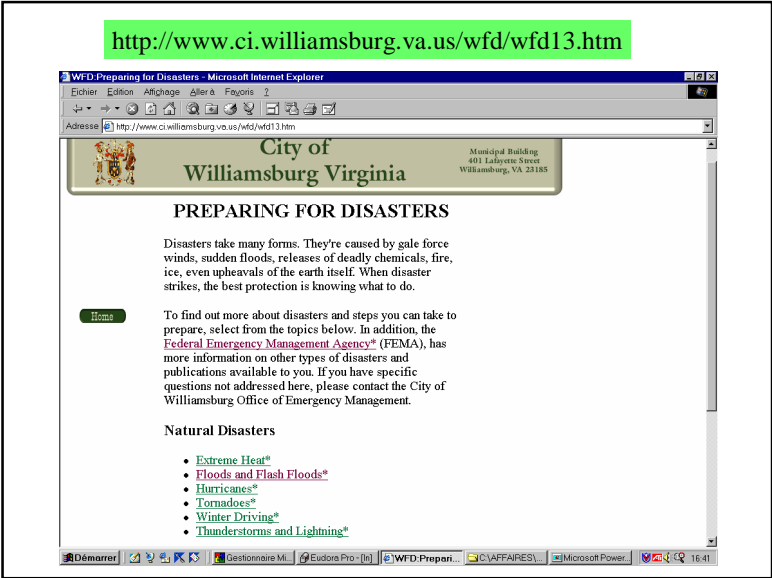 http://www.ci.williamsburg.va.us/wfd/wfd13.htm
WFD:Preparing for Disasters - Microsoft Internet Explorer
Fichier Edition Affichage Aller à Favoris ?
Adresse http://www.ci.williamsburg.va.us/wfd/wfd13.htm
City of
Williamsburg Virginia
Municipal Building
401 Lafayette Street
Williamsburg, VA 23185
PREPARING FOR DISASTERS
Disasters take many forms. They're caused by gale force
winds, sudden floods, releases of deadly chemicals, fire,
ice, even upheavals of the earth itself. When disaster
strikes, the best protection is knowing what to do.
Home
To find out more about disasters and steps you can take to
prepare, select from the topics below. In addition, the
Federal Emergency Management Agency* (FEMA), has
more information on other types of disasters and
publications available to you. If you have specific
questions not addressed here, please contact the City of
Williamsburg Office of Emergency Management.
Natural Disasters
• Extreme Heat*
• Floods and Flash Floods*
• Hurricanes*
• Tornadoes*
• Winter Driving*
• Thunderstorms and Lightning*
Démarrer Gestionnaire Mi... Eudora Pro - [In] WFD:Prepari... C:\AFFAIRES\... Microsoft Power... 16:41